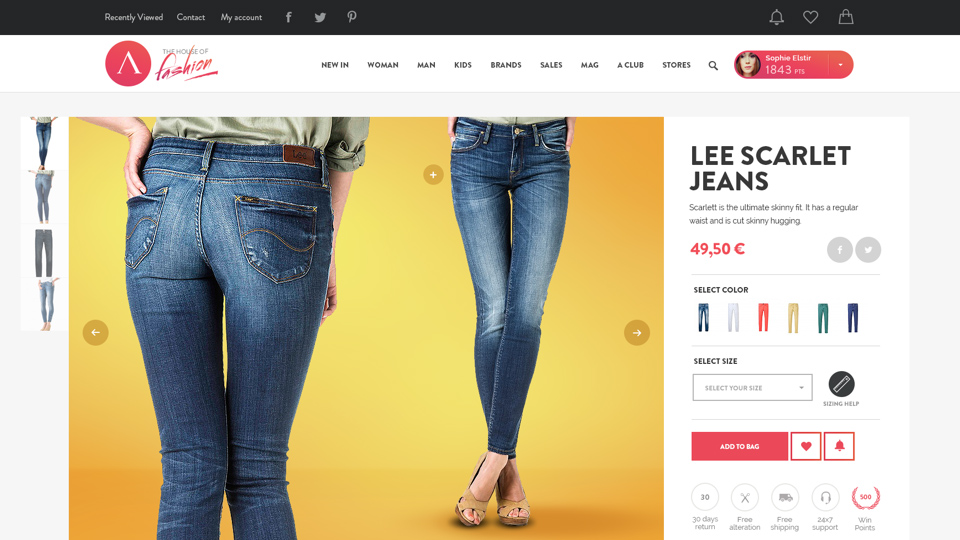 Recently Viewed
Contact
My account
THE HOUSE OF
fashion
NEW IN
WOMAN
MAN
KIDS
BRANDS
SALES
MAG
A CLUB
STORES
Sophie Elstir
1843 PTS
Lee
LEE SCARLET
JEANS
Scarlett is the ultimate skinny fit. It has a regular
waist and is cut skinny hugging.
49,50 €
SELECT COLOR
SELECT SIZE
SELECT YOUR SIZE
SIZING HELP
ADD TO BAG
30
500
30 days
return
Free
alteration
Free
shipping
24x7
support
Win
Points